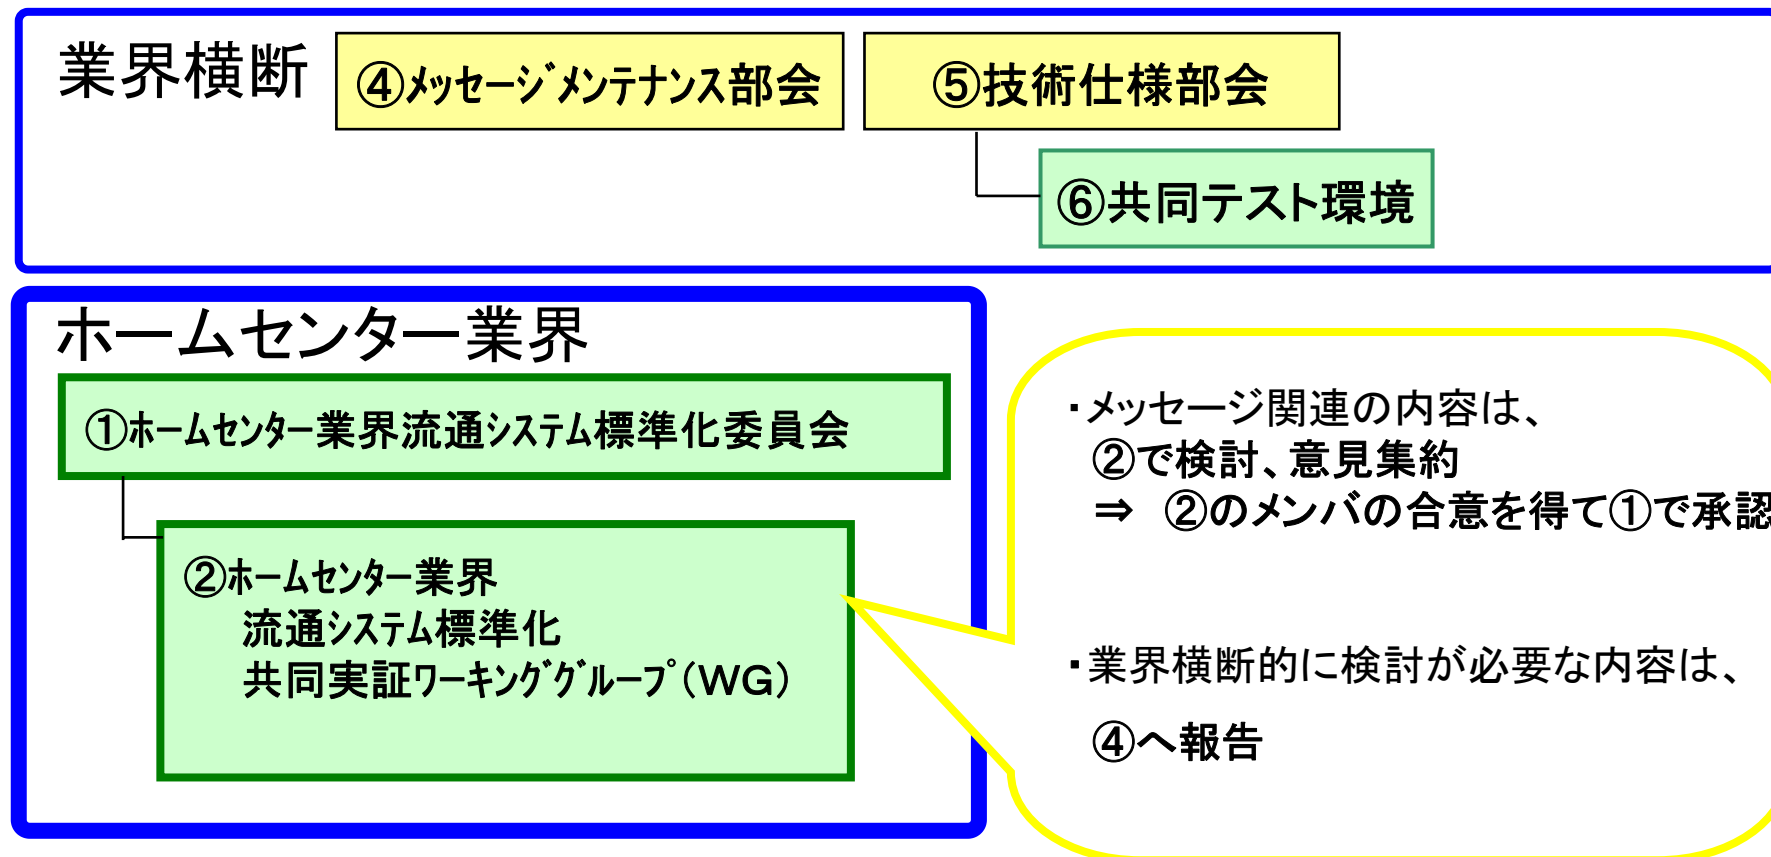 業界横断
④ﾒｯｾｰｼﾞﾒﾝﾃﾅﾝｽ部会
⑤技術仕様部会
⑥共同テスト環境
ホームセンター業界
①ﾎｰﾑｾﾝﾀｰ業界流通ｼｽﾃﾑ標準化委員会
②ﾎｰﾑｾﾝﾀｰ業界
流通ｼｽﾃﾑ標準化
共同実証ﾜｰｷﾝｸﾞｸﾞﾙｰﾌﾟ（WG）
・メッセージ関連の内容は、
②で検討、意見集約
⇒　②のメンバの合意を得て①で承認
・業界横断的に検討が必要な内容は、
④へ報告